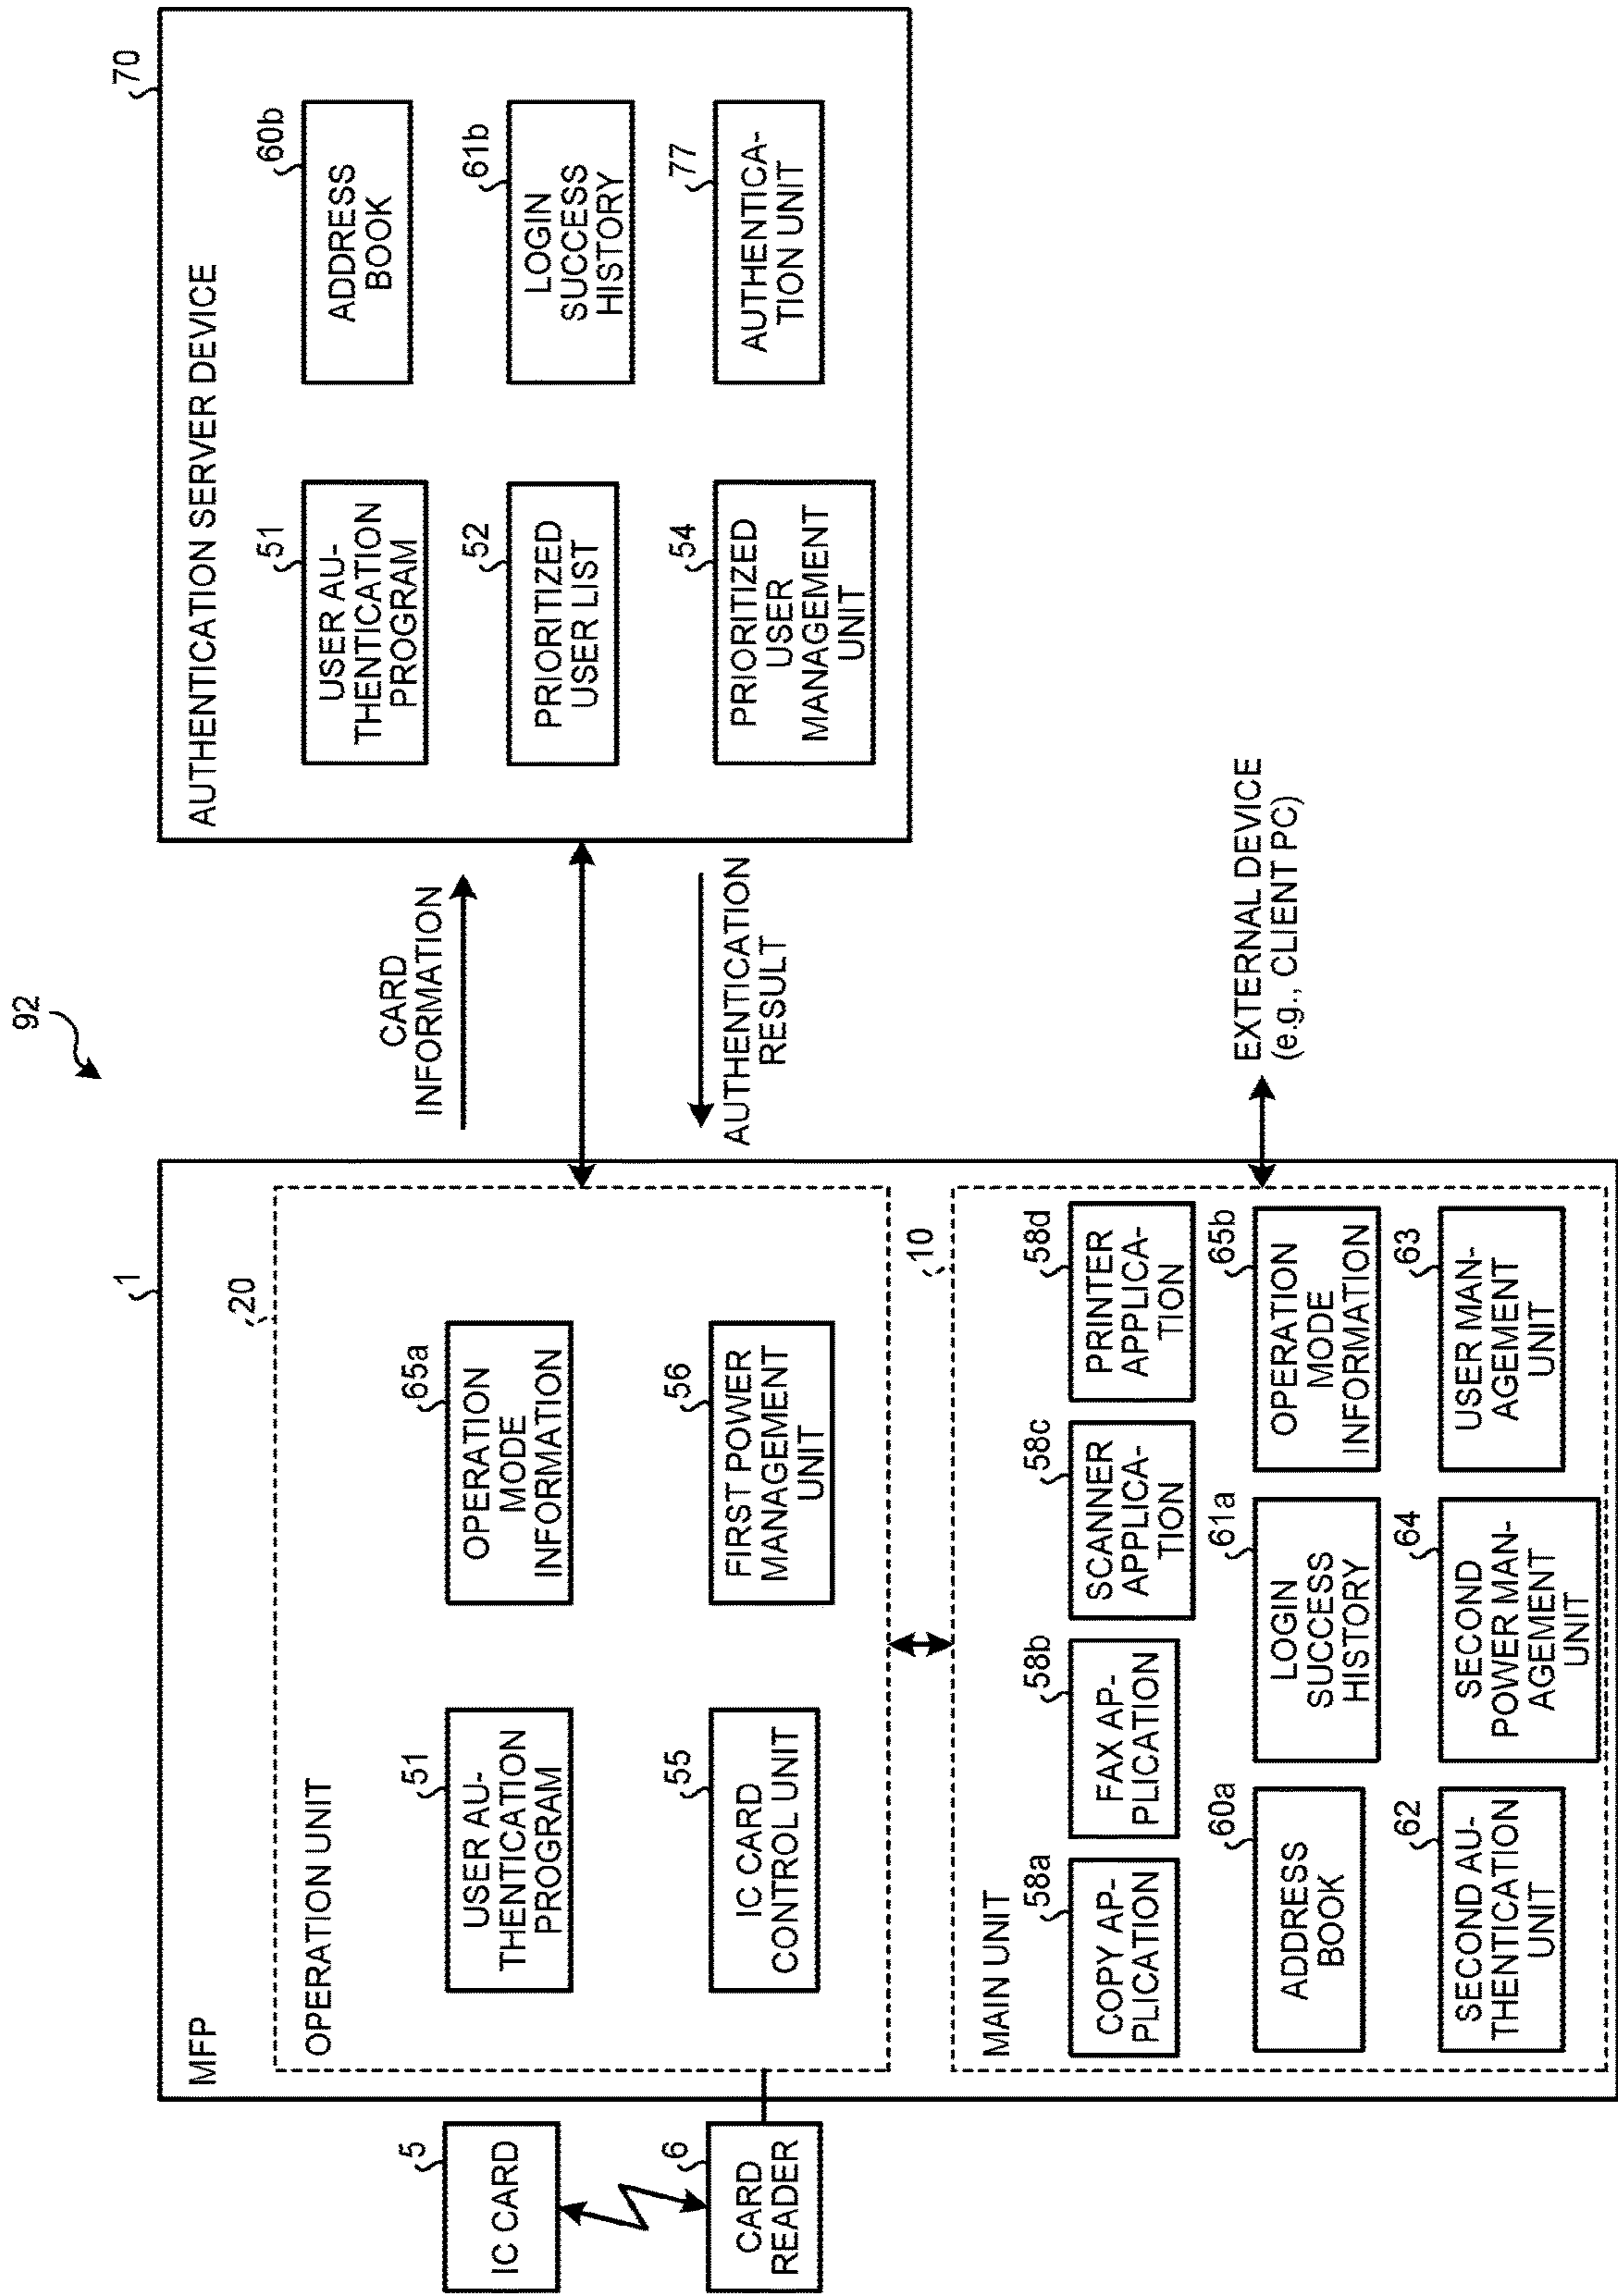 92
MFP
1
OPERATION UNIT
20
USER AU-
THENTICATION
PROGRAM
51
OPERATION
MODE
INFORMATION
65a
IC CARD
CONTROL UNIT
55
FIRST POWER
MANAGEMENT
UNIT
56
IC CARD
5
CARD
READER
6
MAIN UNIT
10
COPY AP-
PLICATION
58a
FAX AP-
PLICATION
58b
SCANNER
APPLICA-
TION
58c
PRINTER
APPLICA-
TION
58d
ADDRESS
BOOK
60a
LOGIN
SUCCESS
HISTORY
61a
OPERATION
MODE
INFORMATION
65b
SECOND AU-
THENTICATION
UNIT
62
SECOND
POWER MAN-
AGEMENT
UNIT
64
USER MAN-
AGEMENT
UNIT
63
CARD
INFORMATION
AUTHENTICATION
RESULT
EXTERNAL DEVICE
(e.g., CLIENT PC)
AUTHENTICATION SERVER DEVICE
70
USER AU-
THENTICATION
PROGRAM
51
ADDRESS
BOOK
60b
PRIORITIZED
USER LIST
52
LOGIN
SUCCESS
HISTORY
61b
PRIORITIZED
USER
MANAGEMENT
UNIT
54
AUTHENTICA-
TION UNIT
77